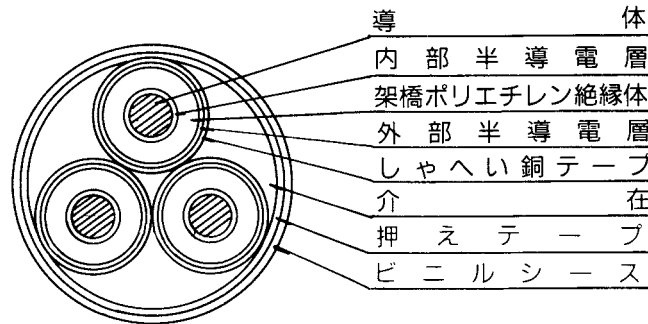 導体
内部半導電層
架橋ポリエチレン絶縁体
外部半導電層
しゃへい銅テープ
介在
押えテープ
ビニルシース